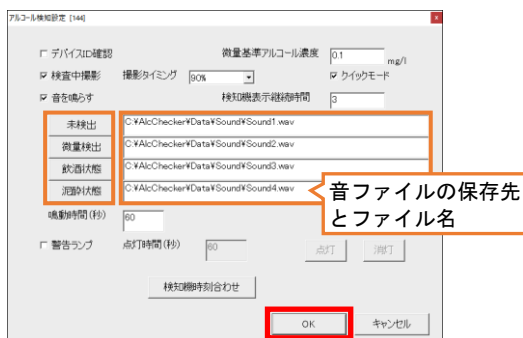 アルコール検知設定 [144]
デバイスID確認 微量基準アルコール濃度 0.1 mg/l
検査中撮影 撮影タイミング 90% クイックモード
音を鳴らす 検知機表示継続時間 3
未検出 C:¥AlcChecker¥Data¥Sound¥Sound1.wav
微量検出 C:¥AlcChecker¥Data¥Sound¥Sound2.wav
飲酒状態 C:¥AlcChecker¥Data¥Sound¥Sound3.wav
泥酔状態 C:¥AlcChecker¥Data¥Sound¥Sound4.wav
音ファイルの保存先
とファイル名
鳴動時間(秒) 60
警告ランプ 点灯時間(秒) 60 点灯 消灯
検知機時刻合わせ
OK キャンセル